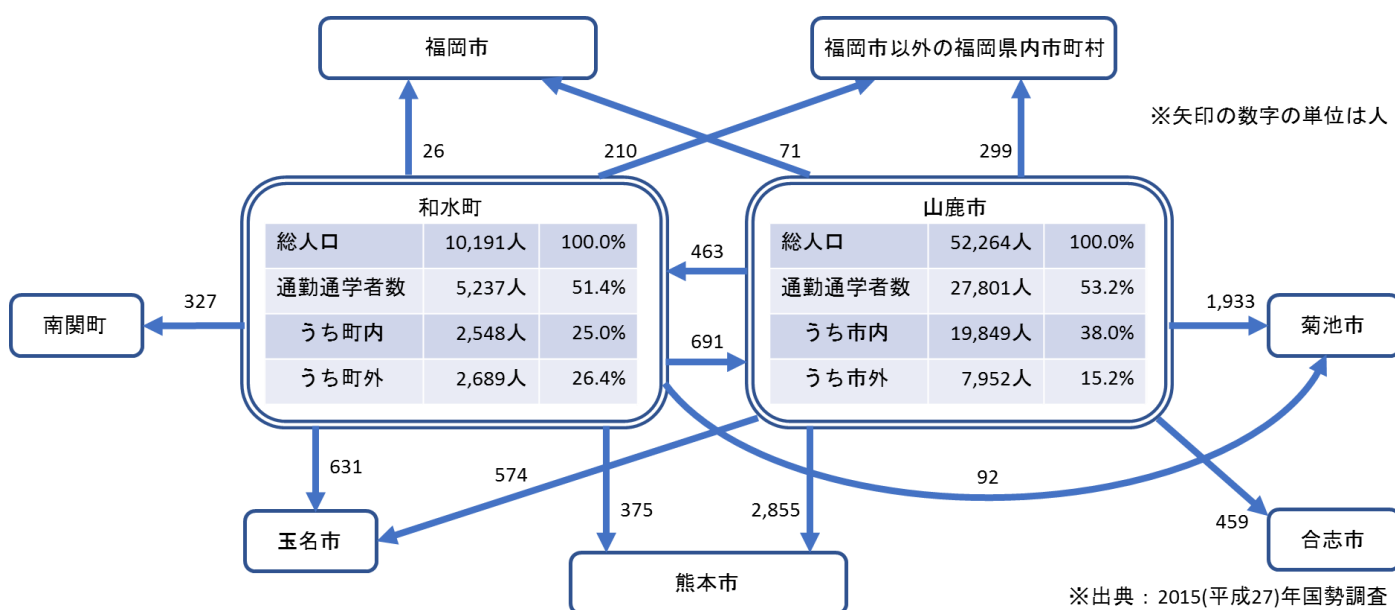 福岡市
福岡市以外の福岡県内市町村
※矢印の数字の単位は人
26
210
71
299
和水町
総人口 10,191人 100.0%
通勤通学者数 5,237人 51.4%
うち町内 2,548人 25.0%
うち町外 2,689人 26.4%
山鹿市
総人口 52,264人 100.0%
通勤通学者数 27,801人 53.2%
うち市内 19,849人 38.0%
うち市外 7,952人 15.2%
463
691
327
南関町
1,933
菊池市
631
574
375
2,855
92
459
玉名市
熊本市
合志市
※出典：2015(平成27)年国勢調査